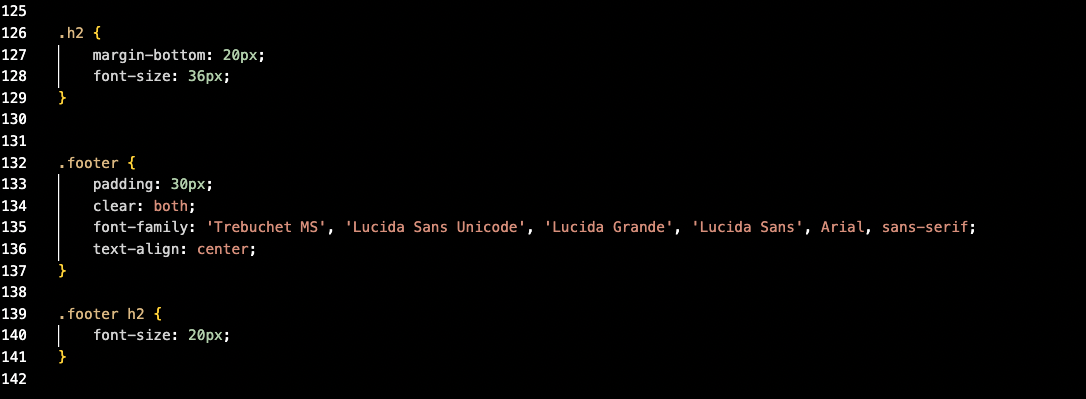 125
126 .h2 {
127 margin-bottom: 20px;
128 font-size: 36px;
129 }
130
131
132 .footer {
133 padding: 30px;
134 clear: both;
135 font-family: 'Trebuchet MS', 'Lucida Sans Unicode', 'Lucida Grande', 'Lucida Sans', Arial, sans-serif;
136 text-align: center;
137 }
138
139 .footer h2 {
140 font-size: 20px;
141 }
142